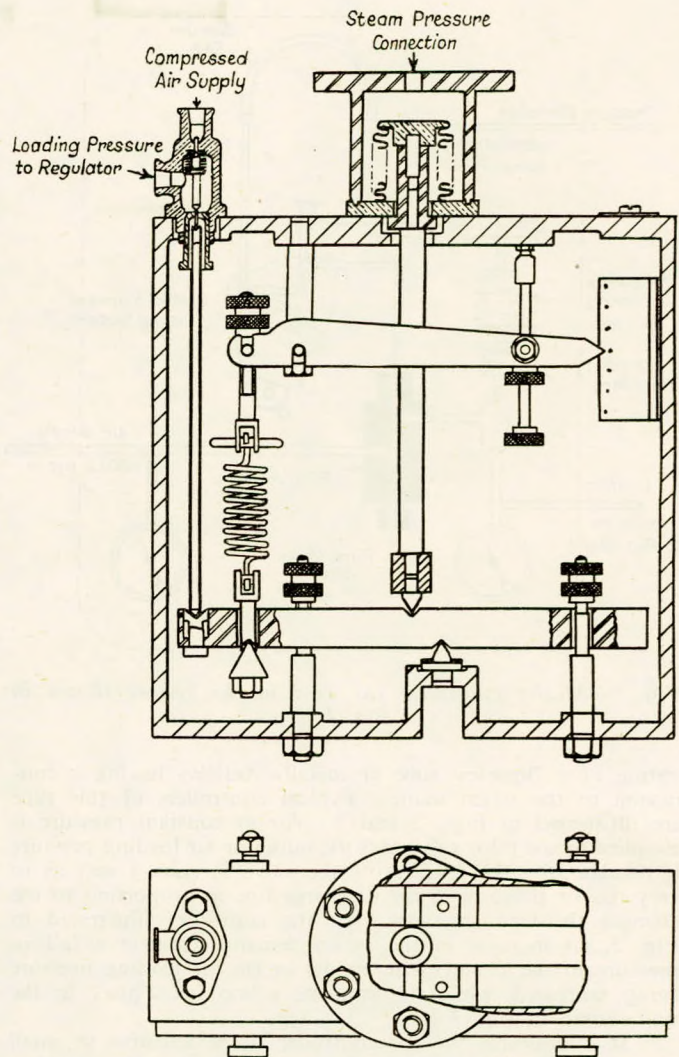 Steam Pressure
Connection
Compressed
Air Supply
Loading Pressure
to Regulator